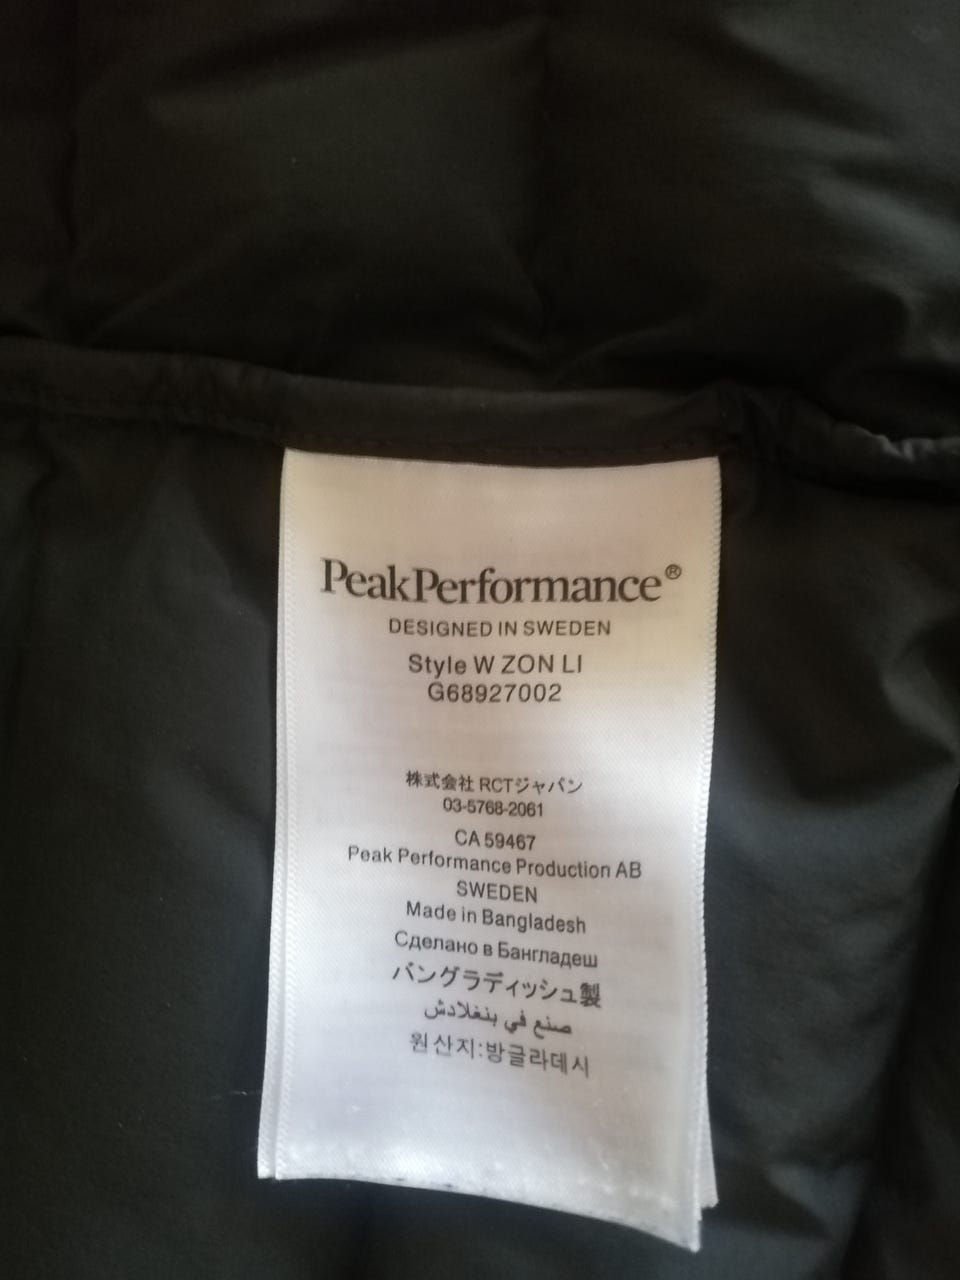 PeakPerformance®
DESIGNED IN SWEDEN
Style W ZON LI
G68927002
株式会社 RCTジャパン
03-5768-2061
CA 59467
Peak Performance Production AB
SWEDEN
Made in Bangladesh
Сделано в Бангладеш
バングラディッシュ製
صنع في بنغلادش
원산지:방글라데시